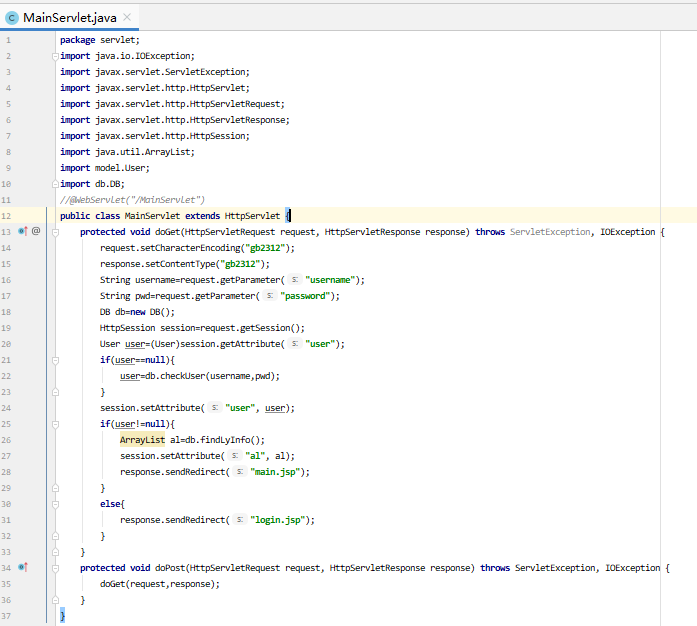 MainServlet.java
1 package servlet;
2 import java.io.IOException;
3 import javax.servlet.ServletException;
4 import javax.servlet.http.HttpServlet;
5 import javax.servlet.http.HttpServletRequest;
6 import javax.servlet.http.HttpServletResponse;
7 import javax.servlet.http.HttpSession;
8 import java.util.ArrayList;
9 import model.User;
10 import db.DB;
11 //@WebServlet("/MainServlet")
12 public class MainServlet extends HttpServlet {
13 @ protected void doGet(HttpServletRequest request, HttpServletResponse response) throws ServletException, IOException {
14 request.setCharacterEncoding("gb2312");
15 response.setContentType("gb2312");
16 String username=request.getParameter( s: "username");
17 String pwd=request.getParameter( s: "password");
18 DB db=new DB();
19 HttpSession session=request.getSession();
20 User user=(User)session.getAttribute( s: "user");
21 if(user==null){
22 user=db.checkUser(username,pwd);
23 }
24 session.setAttribute( s: "user", user);
25 if(user!=null){
26 ArrayList al=db.findLyInfo();
27 session.setAttribute( s: "al", al);
28 response.sendRedirect( s: "main.jsp");
29 }
30 else{
31 response.sendRedirect( s: "login.jsp");
32 }
33 }
34 protected void doPost(HttpServletRequest request, HttpServletResponse response) throws ServletException, IOException {
35 doGet(request,response);
36 }
37 }